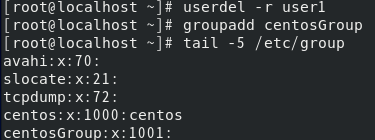 [root@localhost ~]# userdel -r user1
[root@localhost ~]# groupadd centosGroup
[root@localhost ~]# tail -5 /etc/group
avahi:x:70:
slocate:x:21:
tcpdump:x:72:
centos:x:1000:centos
centosGroup:x:1001: